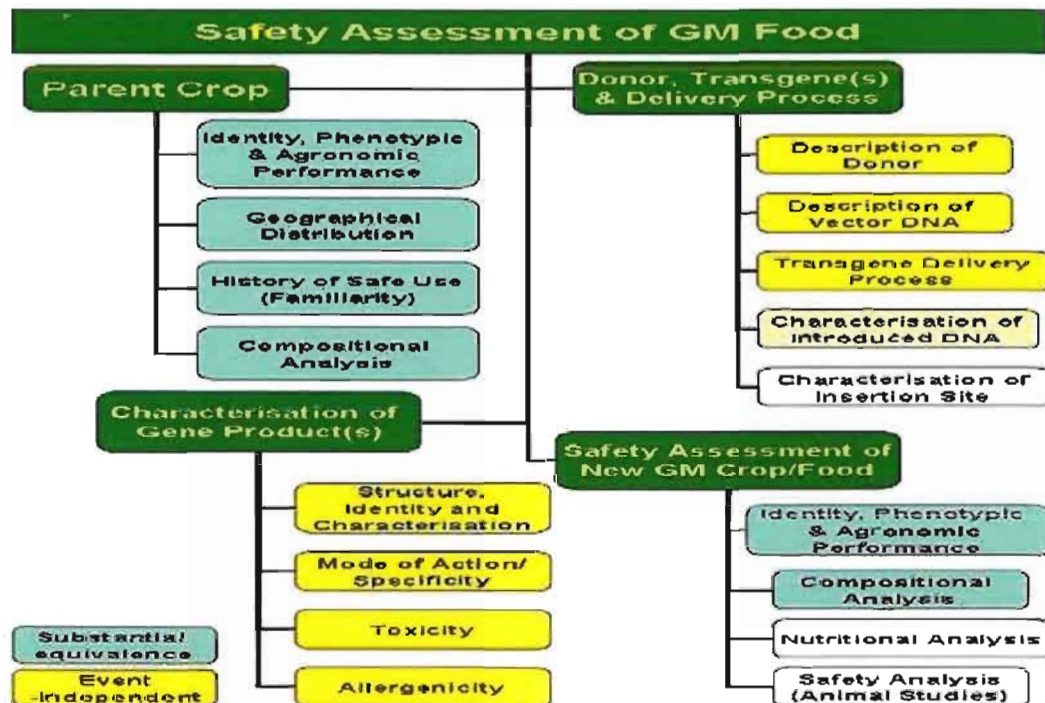 Safety Assessment of GM Food
Parent Crop
Identity, Phenotypic
& Agronomic
Performance
Geographical
Distribution
History of Safe Use
(Familiarity)
Compositional
Analysis
Donor, Transgene(s)
& Delivery Process
Description of
Donor
Description of
Vector DNA
Transgene Delivery
Process
Characterisation of
Introduced DNA
Characterisation of
Insertion Site
Characterisation of
Gene Product(s)
Structure,
Identity and
Characterisation
Mode of Action/
Specificity
Toxicity
Allergenicity
Safety Assessment of
New GM Crop/Food
Identity, Phenotypic
& Agronomic
Performance
Compositional
Analysis
Nutritional Analysis
Safety Analysis
(Animal Studies)
Substantial
equivalence
Event
-independent